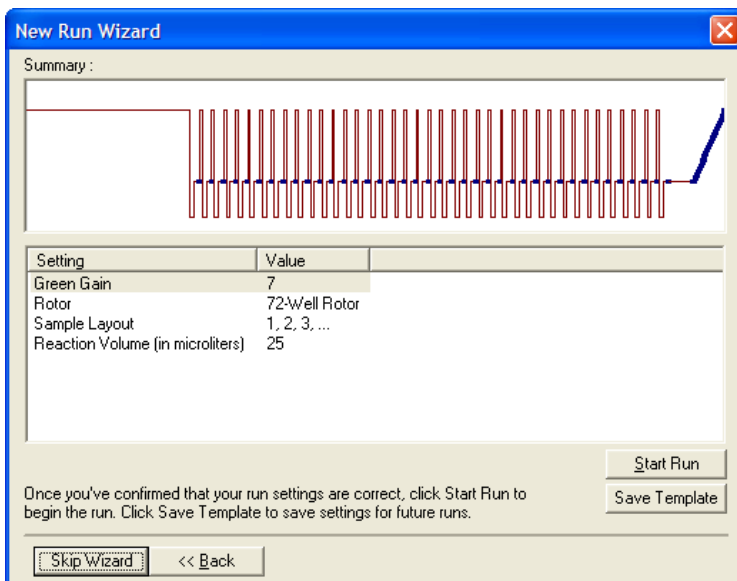 New Run Wizard
Summary :
Setting Value
Green Gain 7
Rotor 72-Well Rotor
Sample Layout 1, 2, 3, ...
Reaction Volume (in microliters) 25
Start Run
Once you've confirmed that your run settings are correct, click Start Run to
begin the run. Click Save Template to save settings for future runs.
Save Template
Skip Wizard << Back